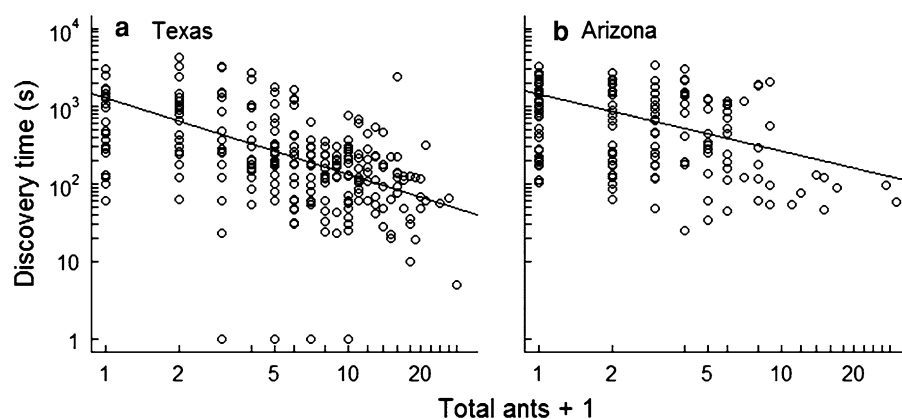 a Texas
b Arizona
Discovery time (s)
10⁴
10³
10²
10
1
1 2 5 10 20
1 2 5 10 20
Total ants + 1